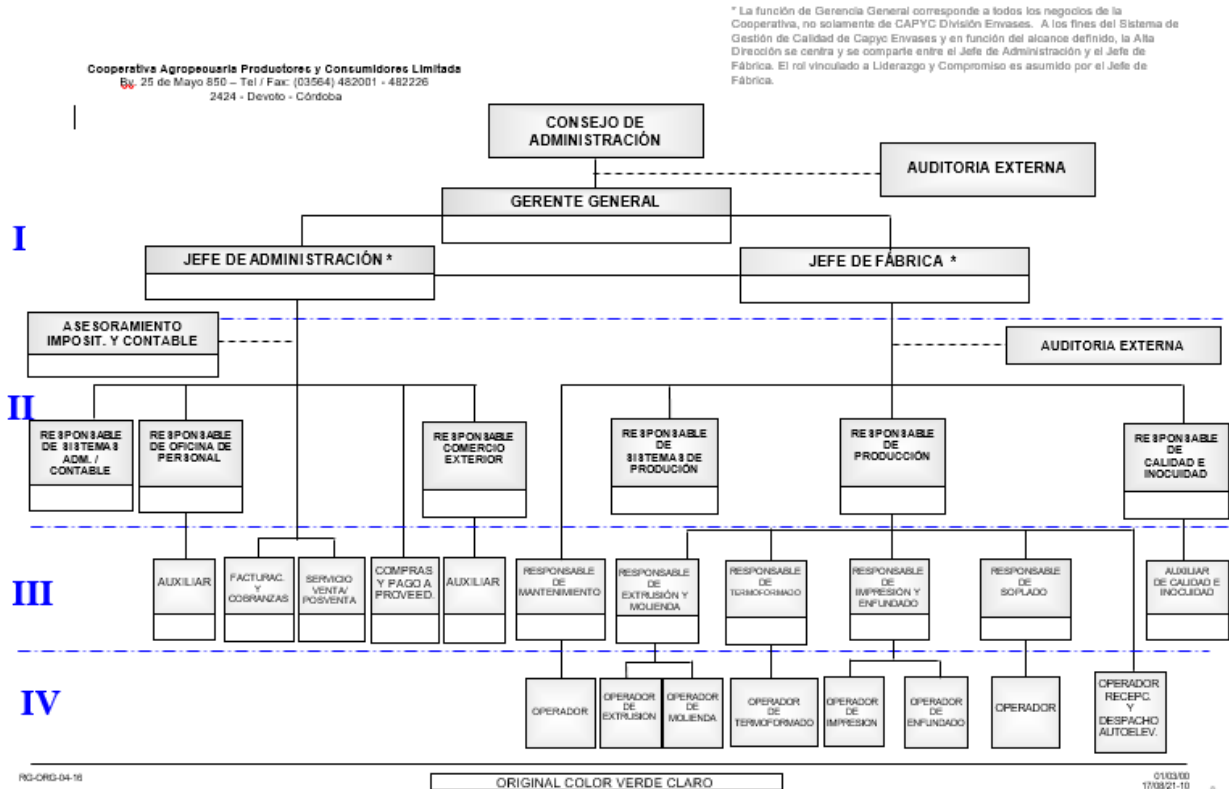 * La función de Gerencia General corresponde a todos los negocios de la
Cooperativa, no solamente de CAPYC División Envases. A los fines del Sistema de
Gestión de Calidad de Capyc Envases y en función del alcance definido, la Alta
Dirección se centra y se comparte entre el Jefe de Administración y el Jefe de
Fábrica. El rol vinculado a Liderazgo y Compromiso es asumido por el Jefe de
Fábrica.
Cooperativa Agropecuaria Productores y Consumidores Limitada
Bv. 25 de Mayo 850 – Tel / Fax: (03564) 482001 - 482226
2424 - Devoto - Córdoba
CONSEJO DE
ADMINISTRACIÓN
AUDITORIA EXTERNA
GERENTE GENERAL
I
JEFE DE ADMINISTRACIÓN *
JEFE DE FÁBRICA *
ASESORAMIENTO
IMPOSIT. Y CONTABLE
AUDITORIA EXTERNA
II
RESPONSABLE
DE SISTEMAS
ADM. /
CONTABLE
RESPONSABLE
DE OFICINA DE
PERSONAL
RESPONSABLE
COMERCIO
EXTERIOR
RESPONSABLE
DE
SISTEMAS DE
PRODUCIÓN
RESPONSABLE
DE
PRODUCCIÓN
RESPONSABLE
DE
CALIDAD E
INOCUIDAD
III
AUXILIAR
FACTURAC.
Y
COBRANZAS
SERVICIO
VENTA/
POSVENTA
COMPRAS
Y PAGO A
PROVEED.
AUXILIAR
RESPONSABLE
DE
MANTENIMIENTO
RESPONSABLE
DE
EXTRUSIÓN Y
MOLIENDA
RESPONSABLE
DE
TERMOFORMADO
RESPONSABLE
DE
IMPRESIÓN Y
ENFUNDADO
RESPONSABLE
DE
SOPLADO
AUXILIAR
DE CALIDAD E
INOCUIDAD
IV
OPERADOR
OPERADOR
DE
EXTRUSION
OPERADOR
DE
MOLIENDA
OPERADOR
DE
TERMOFORMADO
OPERADOR
DE
IMPRESION
OPERADOR
DE
ENFUNDADO
OPERADOR
OPERADOR
RECEPC.
Y
DESPACHO
AUTOELEV.
RG-ORG-04-16
ORIGINAL COLOR VERDE CLARO
01/03/00
17/08/21-10